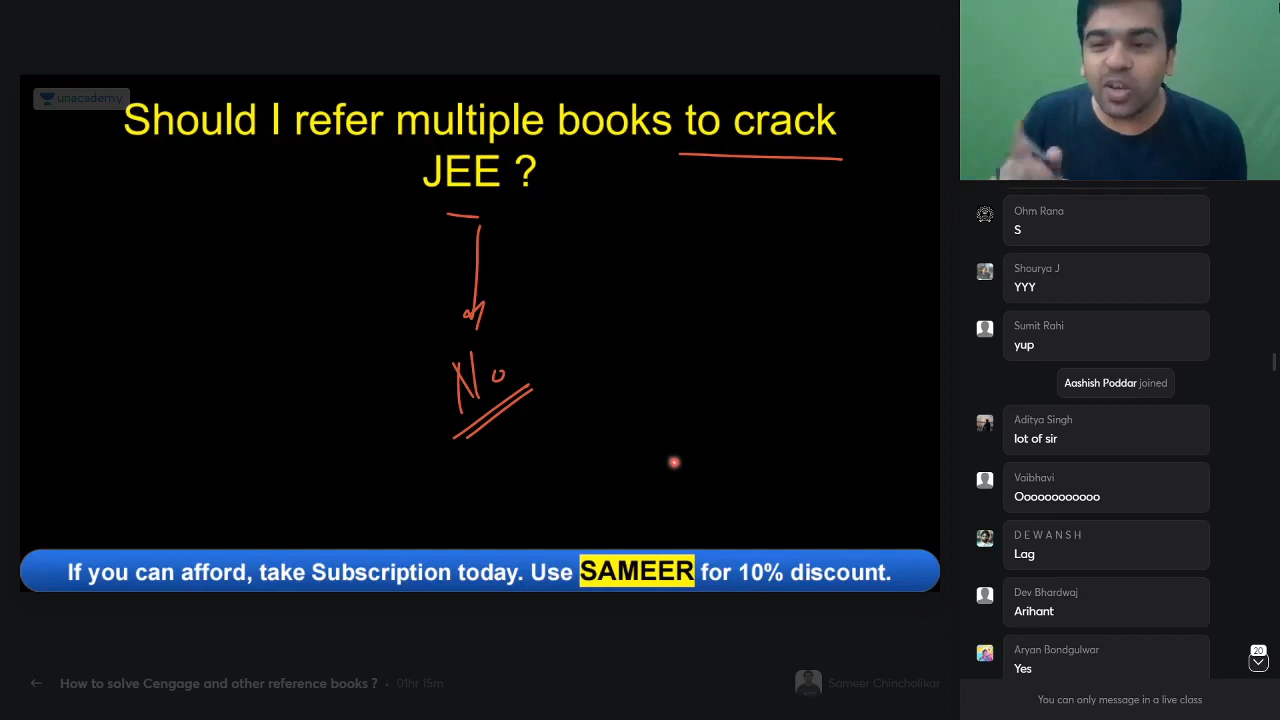 unacademy
Should I refer multiple books to crack
JEE ?
No
If you can afford, take Subscription today. Use SAMEER for 10% discount.
How to solve Cengage and other reference books ? • 01hr 15m
Sameer Chincholikar
Ohm Rana
S
Shourya J
YYY
Sumit Rahi
yup
Aashish Poddar joined
Aditya Singh
lot of sir
Vaibhavi
Ooooooooooooo
D E W A N S H
Lag
Dev Bhardwaj
Arihant
Aryan Bondgulwar
Yes
20
You can only message in a live class